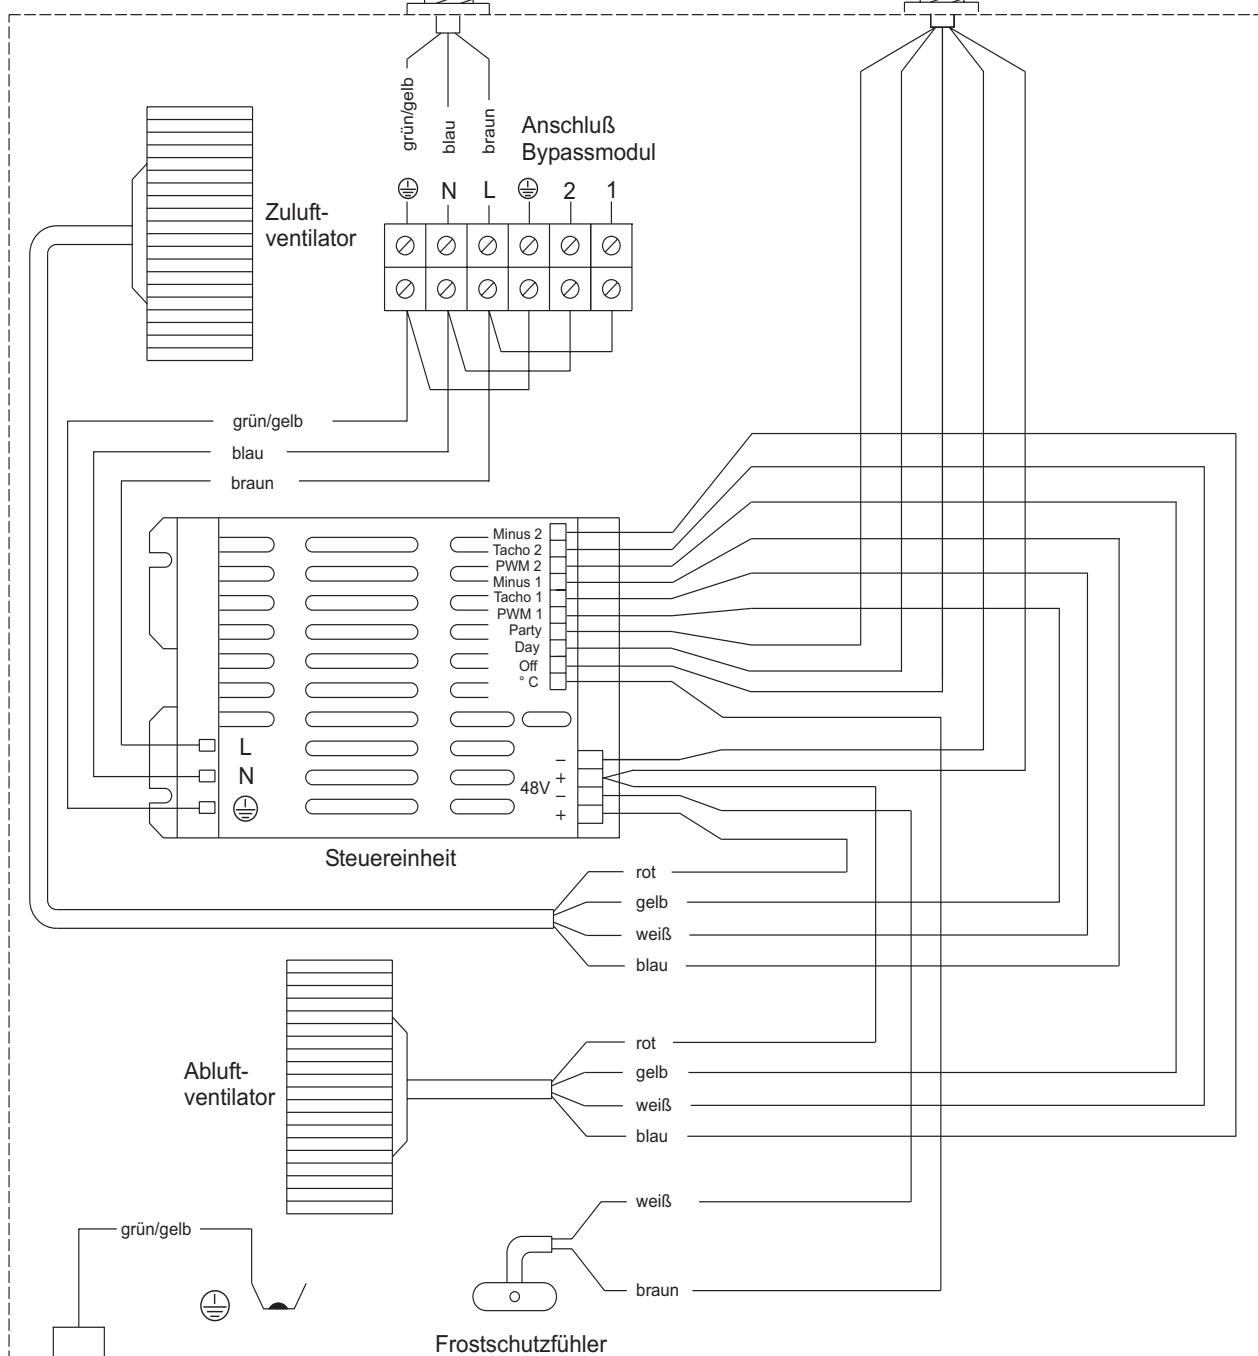 grün/gelb
blau
braun
Anschluß
Bypassmodul
N
L
2
1
Zuluft-
ventilator
grün/gelb
blau
braun
Minus 2
Tacho 2
PWM 2
Minus 1
Tacho 1
PWM 1
Party
Day
Off
° C
L
N
48V
–
+
–
+
Steuereinheit
rot
gelb
weiß
blau
Abluft-
ventilator
rot
gelb
weiß
blau
weiß
grün/gelb
braun
Frostschutzfühler